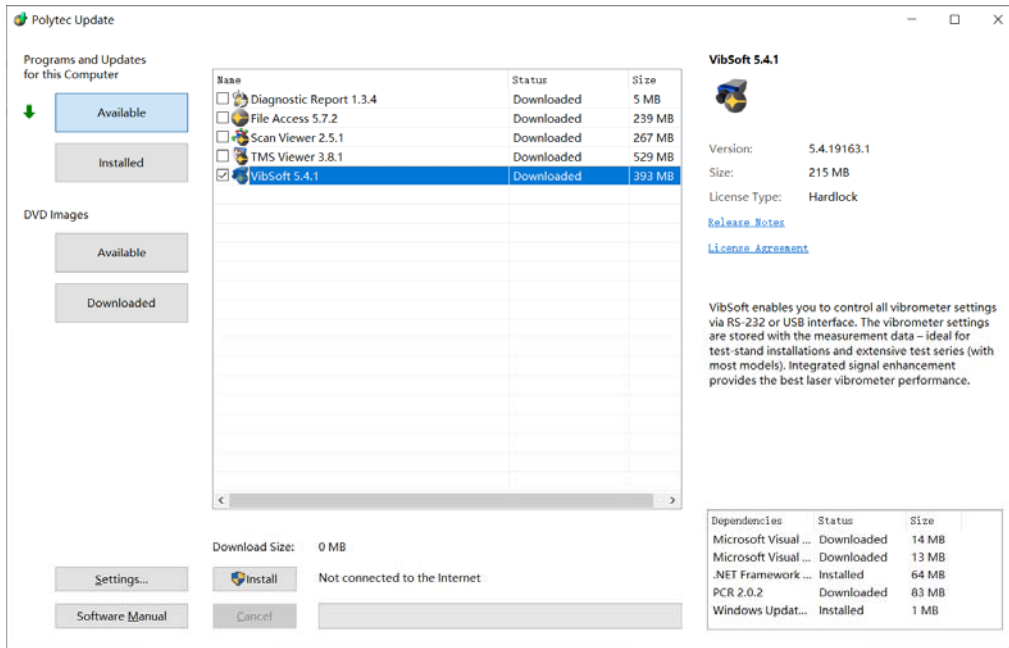 Polytec Update
Programs and Updates
for this Computer
Available
Installed
DVD Images
Available
Downloaded
Settings...
Software Manual
Name Status Size
Diagnostic Report 1.3.4 Downloaded 5 MB
File Access 5.7.2 Downloaded 239 MB
Scan Viewer 2.5.1 Downloaded 267 MB
TMS Viewer 3.8.1 Downloaded 529 MB
VibSoft 5.4.1 Downloaded 393 MB
Download Size: 0 MB
Install Not connected to the Internet
Cancel
VibSoft 5.4.1
Version: 5.4.19163.1
Size: 215 MB
License Type: Hardlock
Release Notes
License Agreement
VibSoft enables you to control all vibrometer settings
via RS-232 or USB interface. The vibrometer settings
are stored with the measurement data – ideal for
test-stand installations and extensive test series (with
most models). Integrated signal enhancement
provides the best laser vibrometer performance.
Dependencies Status Size
Microsoft Visual ... Downloaded 14 MB
Microsoft Visual ... Downloaded 13 MB
.NET Framework ... Installed 64 MB
PCR 2.0.2 Downloaded 83 MB
Windows Updat... Installed 1 MB